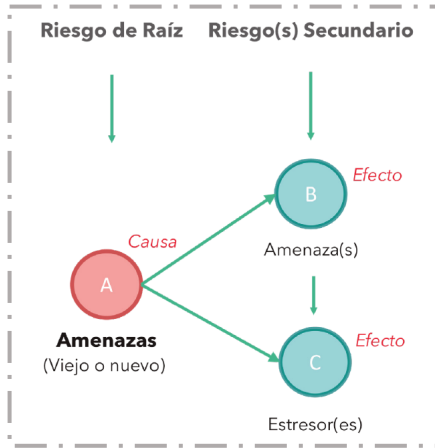 Riesgo de Raíz
Riesgo(s) Secundario
B
Efecto
Causa
Amenaza(s)
A
Amenazas
(Viejo o nuevo)
C
Efecto
Estresor(es)